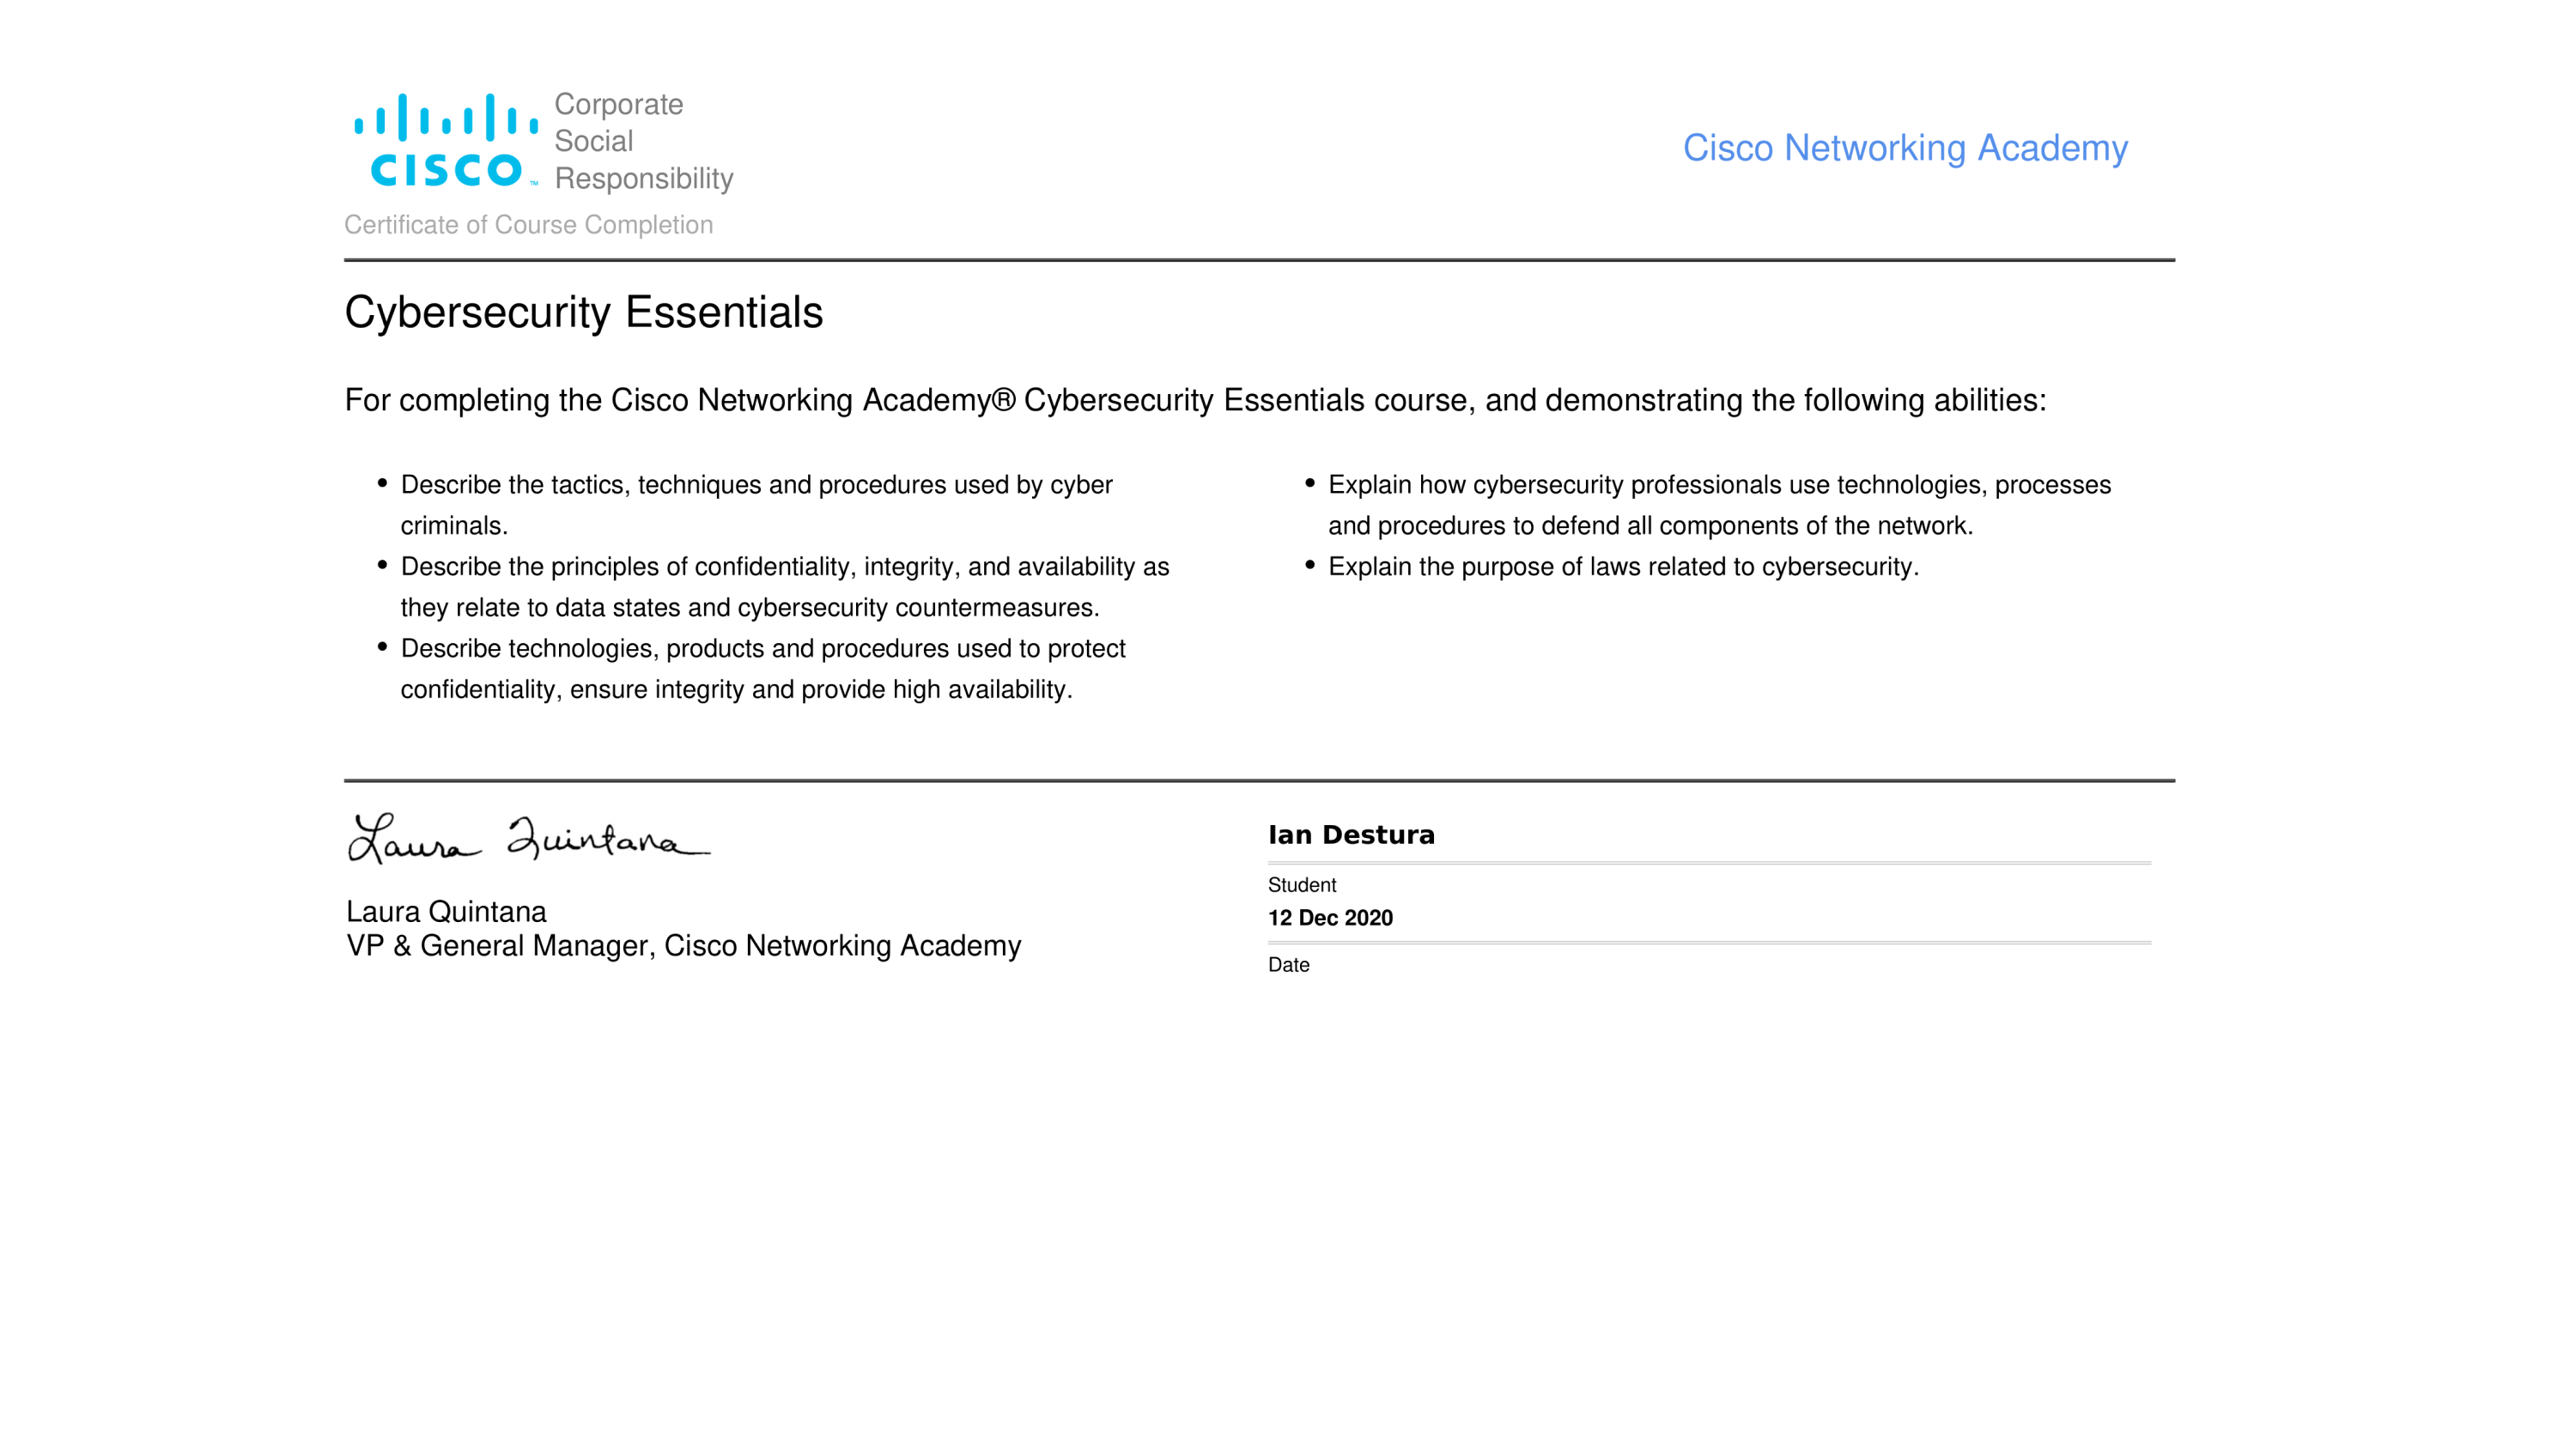 Corporate
Social
Responsibility
CISCO™
Cisco Networking Academy
Certificate of Course Completion
Cybersecurity Essentials
For completing the Cisco Networking Academy® Cybersecurity Essentials course, and demonstrating the following abilities:
• Describe the tactics, techniques and procedures used by cyber
criminals.
• Describe the principles of confidentiality, integrity, and availability as
they relate to data states and cybersecurity countermeasures.
• Describe technologies, products and procedures used to protect
confidentiality, ensure integrity and provide high availability.
• Explain how cybersecurity professionals use technologies, processes
and procedures to defend all components of the network.
• Explain the purpose of laws related to cybersecurity.
Laura Quintana
Laura Quintana
VP & General Manager, Cisco Networking Academy
Ian Destura
Student
12 Dec 2020
Date